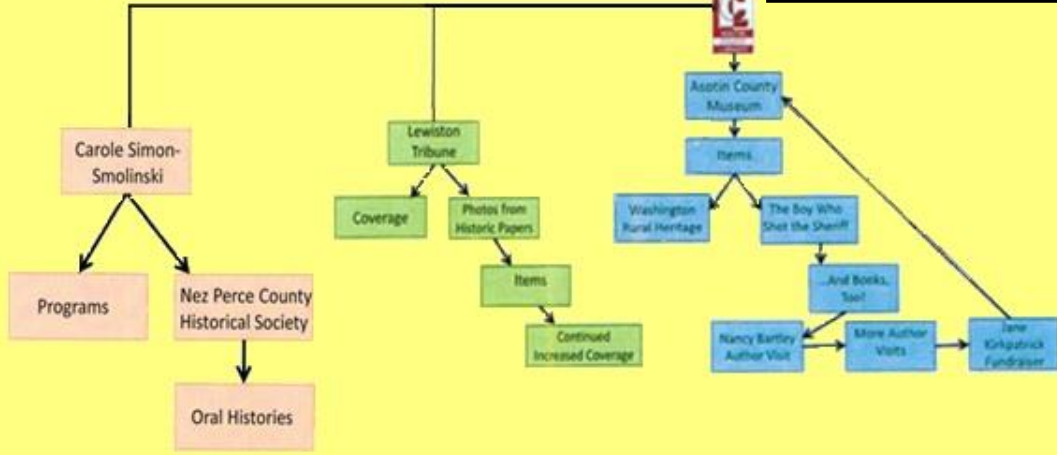 Carole Simon-
Smolinski
Programs
Nez Perce County
Historical Society
Oral Histories
Lewiston
Tribune
Coverage
Photos from
Historic Papers
Items
Continued
Increased Coverage
Asotin County
Museum
Items
Washington
Rural Heritage
The Boy Who
Shot the Sheriff
...And Books,
Too!
Nancy Bartley
Author Visit
More Author
Visits
Jane
Kirkpatrick
Fundraiser